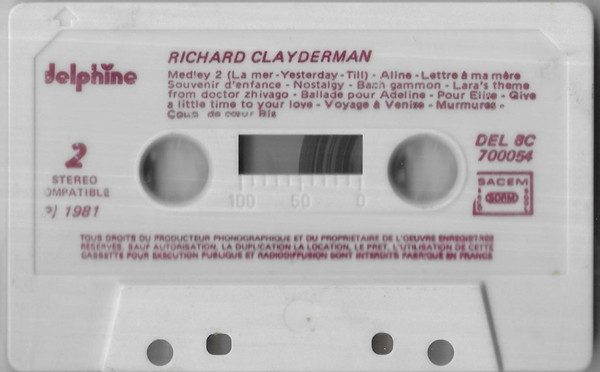 delphine
RICHARD CLAYDERMAN
Medley 2 (La mer - Yesterday - Till) - Aline - Lettre à ma mère
Souvenir d'enfance - Nostalgy - Bach gammon - Lara's theme
from doctor zhivago - Ballade pour Adeline - Pour Elise - Give
a little time to your love - Voyage à Venise - Murmures -
Coup de cœur Bis
2
STEREO
OMPATIBLE
℗ 1981
100 50 0
DEL 8C
700054
SACEM
SDRM
TOUS DROITS DU PRODUCTEUR PHONOGRAPHIQUE ET DU PROPRIETAIRE DE L'OEUVRE ENREGISTREE
RESERVES. SAUF AUTORISATION, LA DUPLICATION LA LOCATION, LE PRET, L'UTILISATION DE CETTE
CASSETTE POUR EXECUTION PUBLIQUE ET RADIODIFFUSION SONT INTERDITS FABRIQUE EN FRANCE